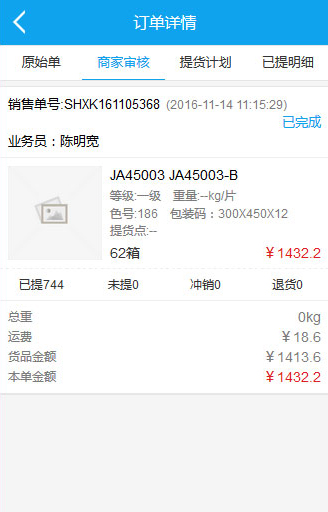 订单详情
原始单 商家审核 提货计划 已提明细
销售单号:SHXK161105368 (2016-11-14 11:15:29)
已完成
业务员：陈明宽
JA45003 JA45003-B
等级:一级 重量:--kg/片
色号:186 包装码：300X450X12
提货点:--
62箱 ￥1432.2
已提744 未提0 冲销0 退货0
总重 0kg
运费 ￥18.6
货品金额 ￥1413.6
本单金额 ￥1432.2